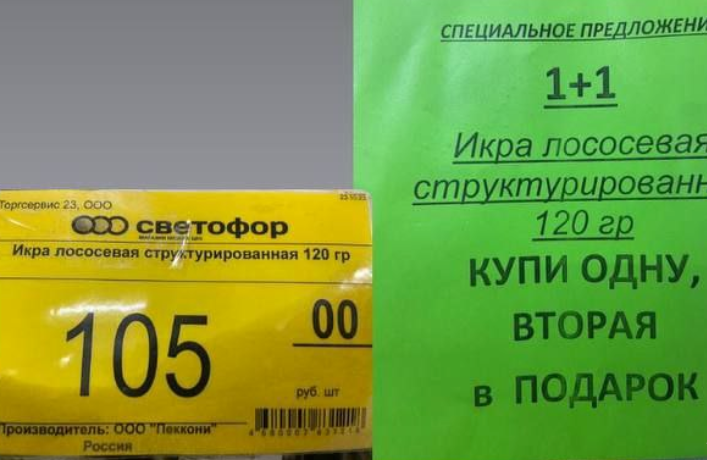 Торгсервис 23, ООО
светофор
Икра лососевая структурированная 120 гр
105
00
руб. шт
Производитель: ООО "Пеккони"
Россия
СПЕЦИАЛЬНОЕ ПРЕДЛОЖЕНИ
1+1
Икра лососевая
структурированн
120 гр
КУПИ ОДНУ,
ВТОРАЯ
в ПОДАРОК